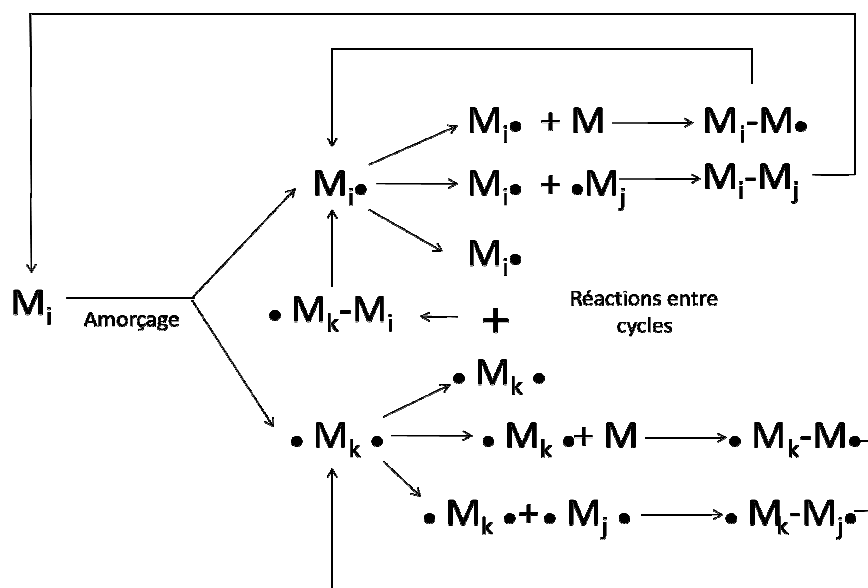 Mi• + M Mi-M•
Mi• Mi• + •Mj Mi-Mj
Mi•
Mi Amorçage • Mk-Mi + Réactions entre
cycles
• Mk •
• Mk • • Mk •+ M • Mk-M•
• Mk •+• Mj • • Mk-Mj•